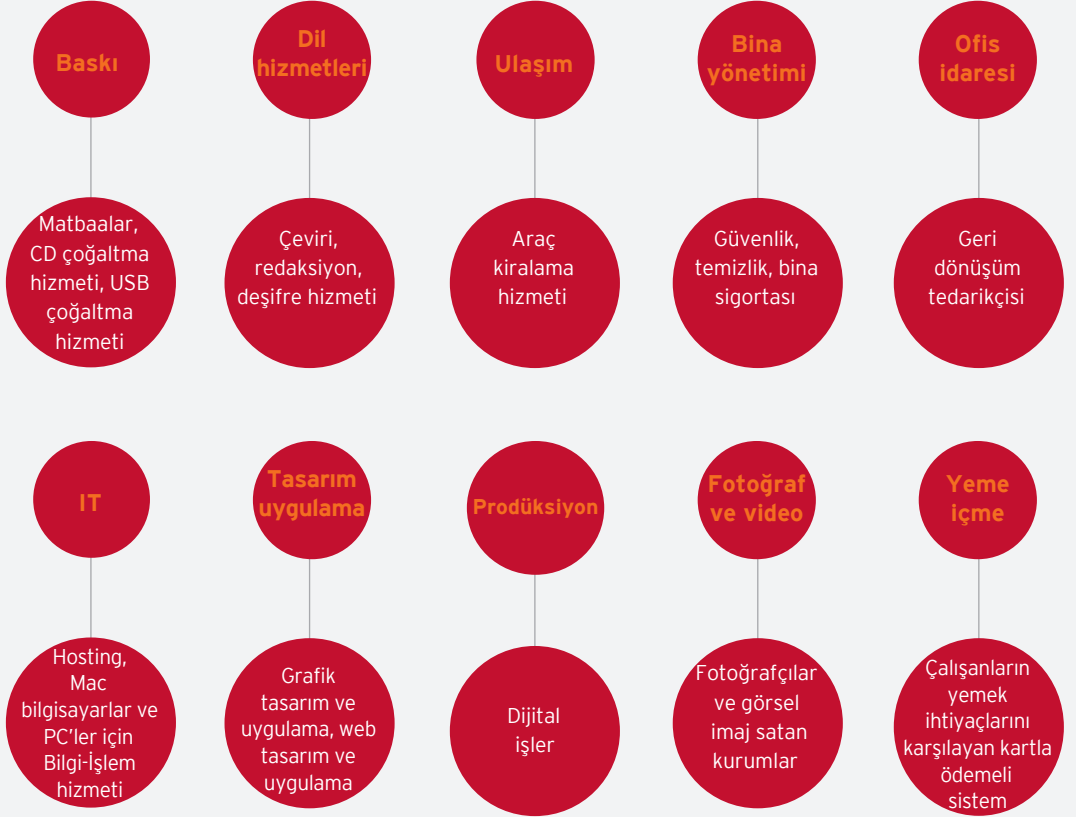 Baskı
Matbaalar,
CD çoğaltma
hizmeti, USB
çoğaltma
hizmeti
Dil
hizmetleri
Çeviri,
redaksiyon,
deşifre hizmeti
Ulaşım
Araç
kiralama
hizmeti
Bina
yönetimi
Güvenlik,
temizlik, bina
sigortası
Ofis
idaresi
Geri
dönüşüm
tedarikçisi
IT
Hosting,
Mac
bilgisayarlar ve
PC'ler için
Bilgi-İşlem
hizmeti
Tasarım
uygulama
Grafik
tasarım ve
uygulama, web
tasarım ve
uygulama
Prodüksiyon
Dijital
işler
Fotoğraf
ve video
Fotoğrafçılar
ve görsel
imaj satan
kurumlar
Yeme
içme
Çalışanların
yemek
ihtiyaçlarını
karşılayan kartla
ödemeli
sistem